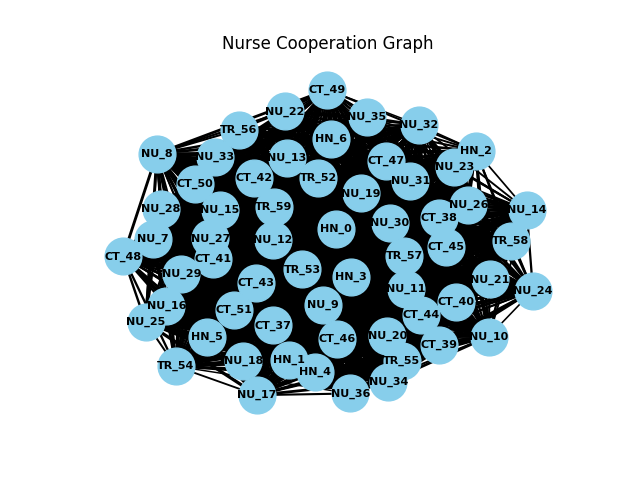 Nurse Cooperation Graph
CT_49
NU_22
NU_35
NU_32
TR_56
HN_6
NU_8
NU_33
NU_13
CT_47
HN_2
NU_23
CT_50
CT_42
TR_52
NU_31
NU_19
NU_28
NU_15
TR_59
NU_26
NU_14
CT_38
NU_30
HN_0
NU_7
NU_27
NU_12
CT_45
TR_58
CT_48
CT_41
TR_57
NU_29
TR_53
HN_3
NU_21
CT_43
NU_11
NU_24
NU_16
NU_9
CT_40
CT_51
CT_44
NU_25
CT_37
HN_5
CT_46
NU_20
NU_10
CT_39
TR_54
NU_18
HN_1
HN_4
TR_55
NU_34
NU_17
NU_36